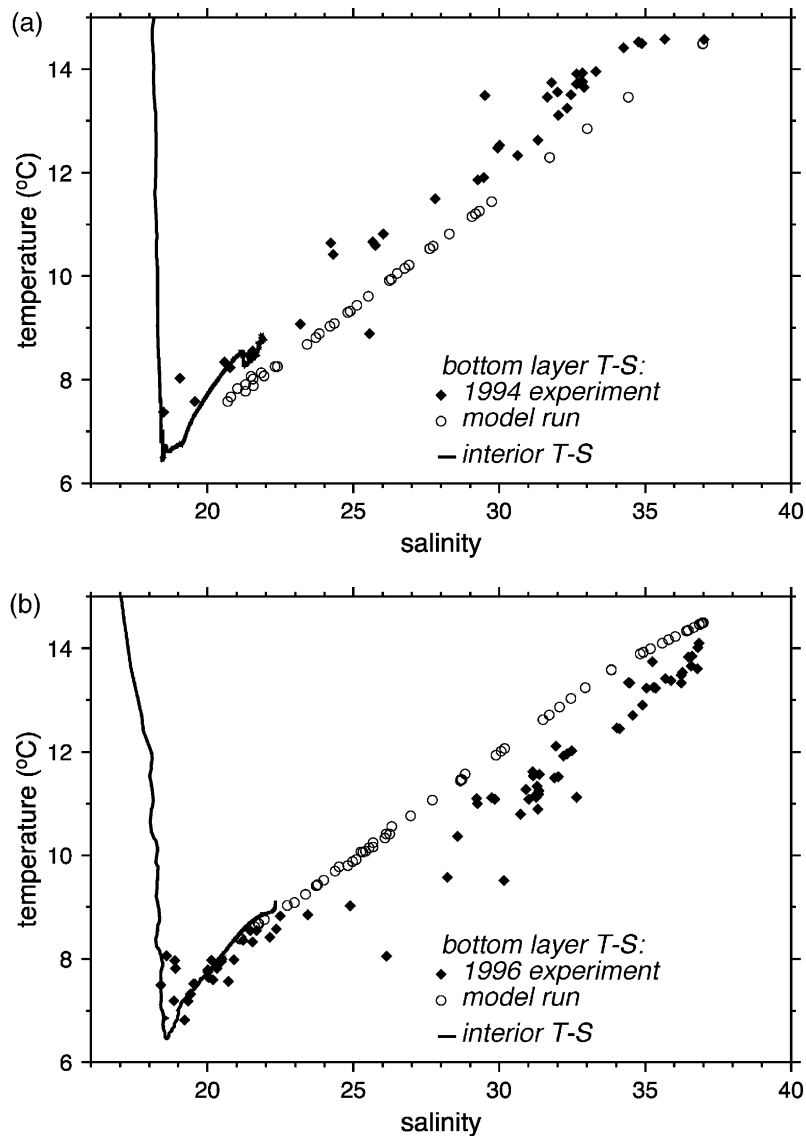 (a)
14
12
10
8
6
temperature (ºC)
bottom layer T-S:
1994 experiment
model run
interior T-S
20 25 30 35 40
salinity
(b)
14
12
10
8
6
temperature (ºC)
bottom layer T-S:
1996 experiment
model run
interior T-S
20 25 30 35 40
salinity